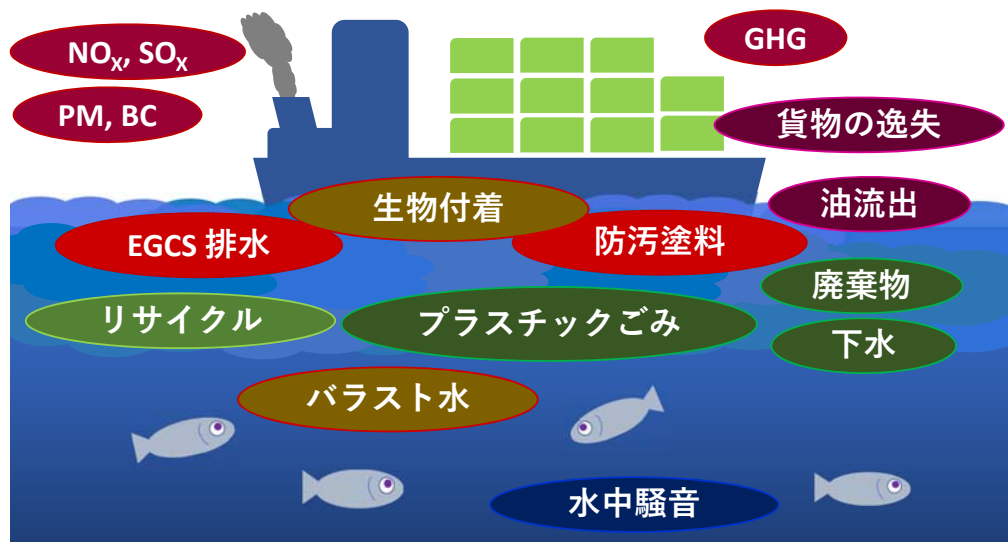 NOX, SOX
GHG
PM, BC
貨物の逸失
生物付着
油流出
EGCS 排水
防汚塗料
廃棄物
リサイクル
プラスチックごみ
下水
バラスト水
水中騒音